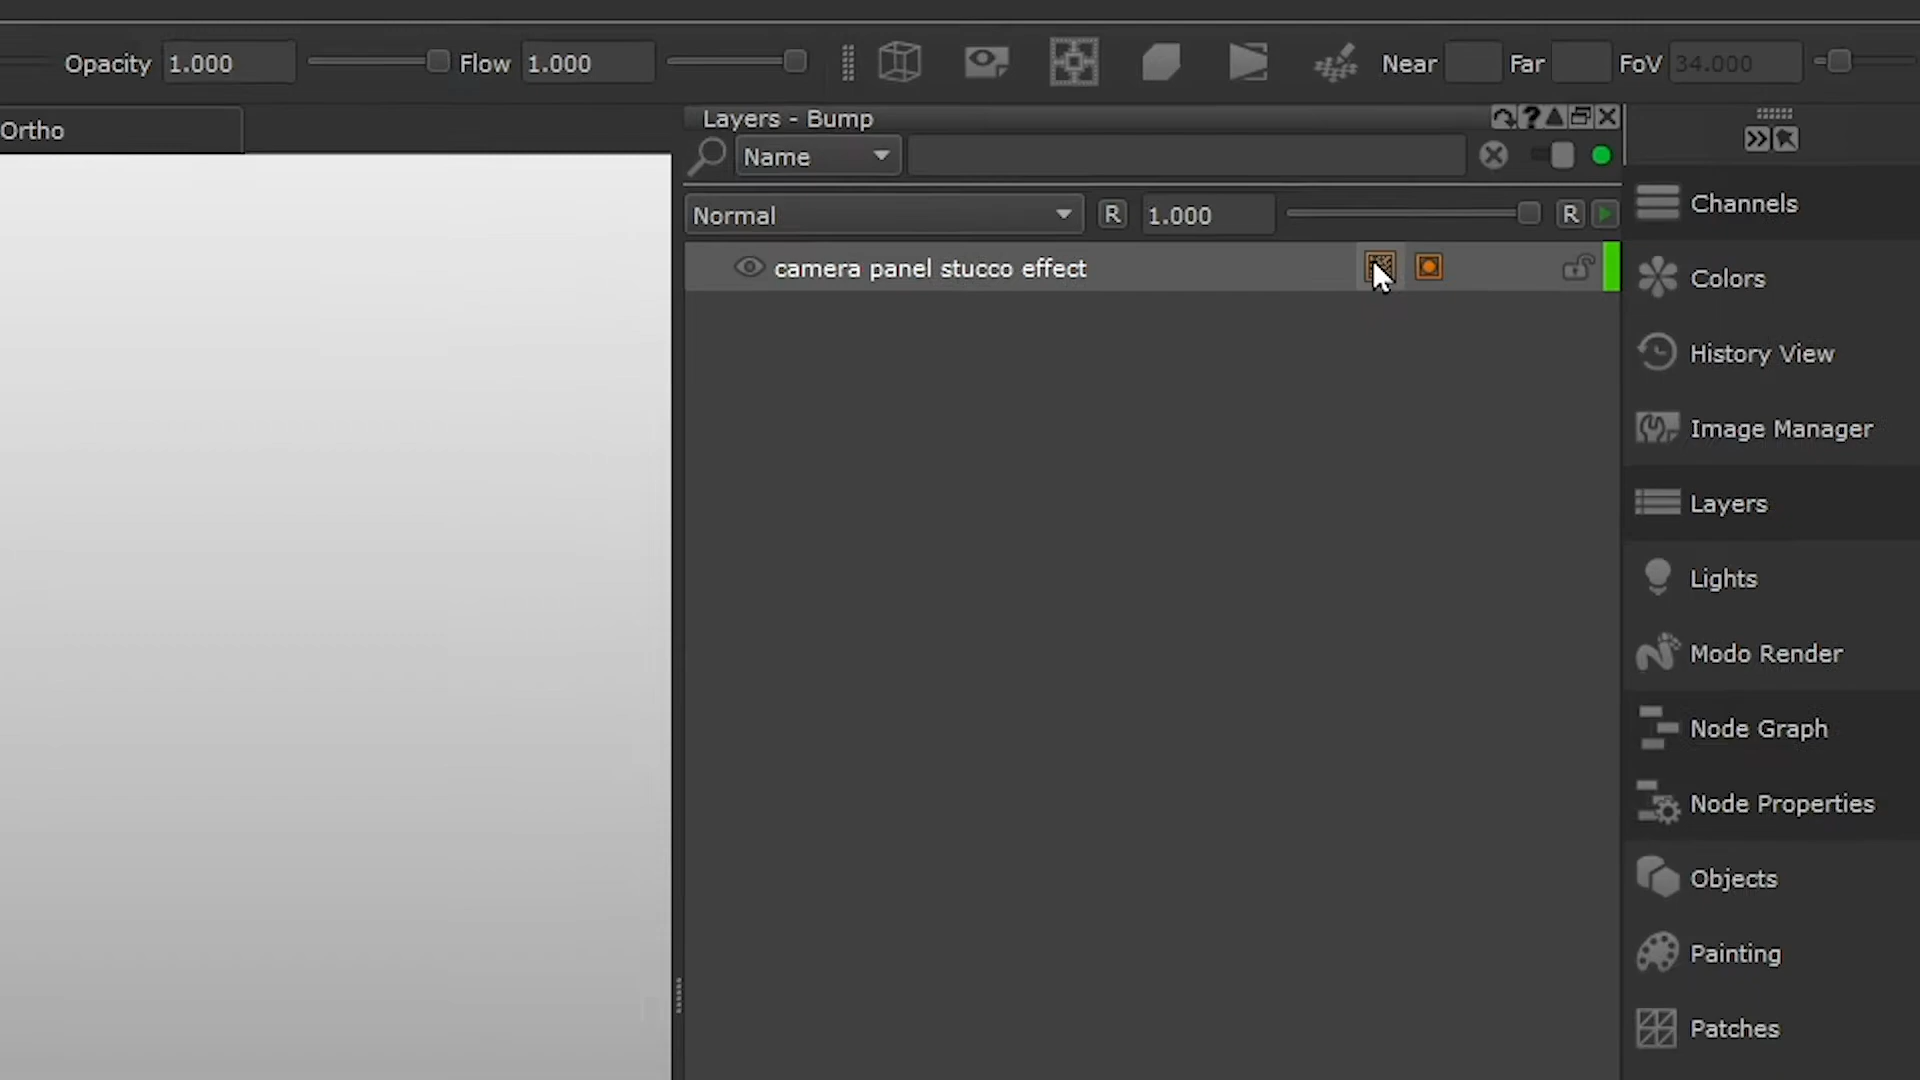 Opacity 1.000 Flow 1.000 Near Far FoV 34.000
Ortho
Layers - Bump
Name
Normal R 1.000 R
camera panel stucco effect
Channels
Colors
History View
Image Manager
Layers
Lights
Modo Render
Node Graph
Node Properties
Objects
Painting
Patches